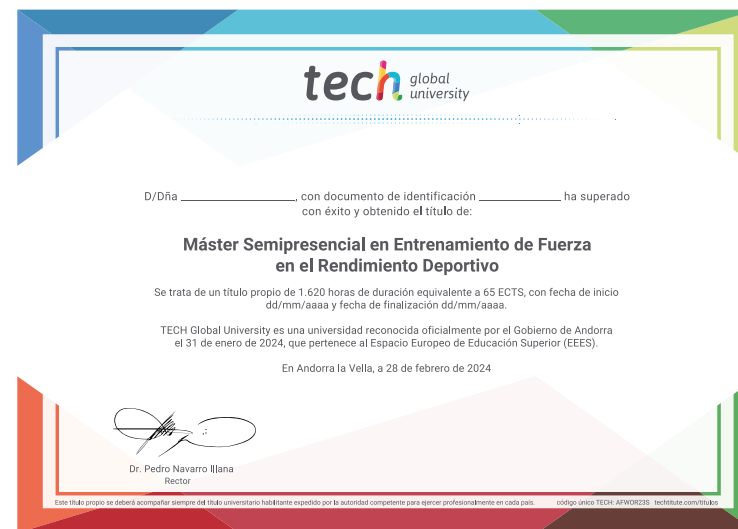 tech global university
D/Dña ____________, con documento de identificación ____________ ha superado
con éxito y obtenido el título de:
Máster Semipresencial en Entrenamiento de Fuerza
en el Rendimiento Deportivo
Se trata de un título propio de 1.620 horas de duración equivalente a 65 ECTS, con fecha de inicio
dd/mm/aaaa y fecha de finalización dd/mm/aaaa.
TECH Global University es una universidad reconocida oficialmente por el Gobierno de Andorra
el 31 de enero de 2024, que pertenece al Espacio Europeo de Educación Superior (EEES).
En Andorra la Vella, a 28 de febrero de 2024
Dr. Pedro Navarro Illana
Rector
Este título propio se deberá acompañar siempre del título universitario habilitante expedido por la autoridad competente para ejercer profesionalmente en cada país. código único TECH: AFWOR23S techtitute.com/titulos